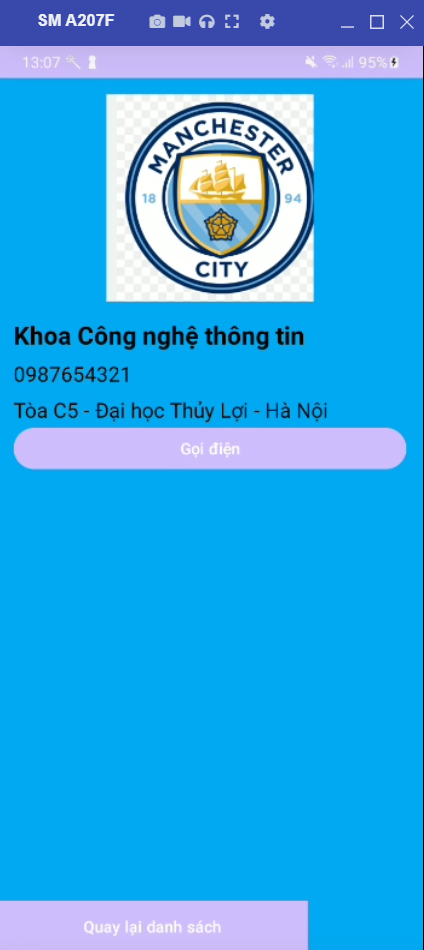 SM A207F
13:07
95%
MANCHESTER
18 94
CITY
Khoa Công nghệ thông tin
0987654321
Tòa C5 - Đại học Thủy Lợi - Hà Nội
Gọi điện
Quay lại danh sách